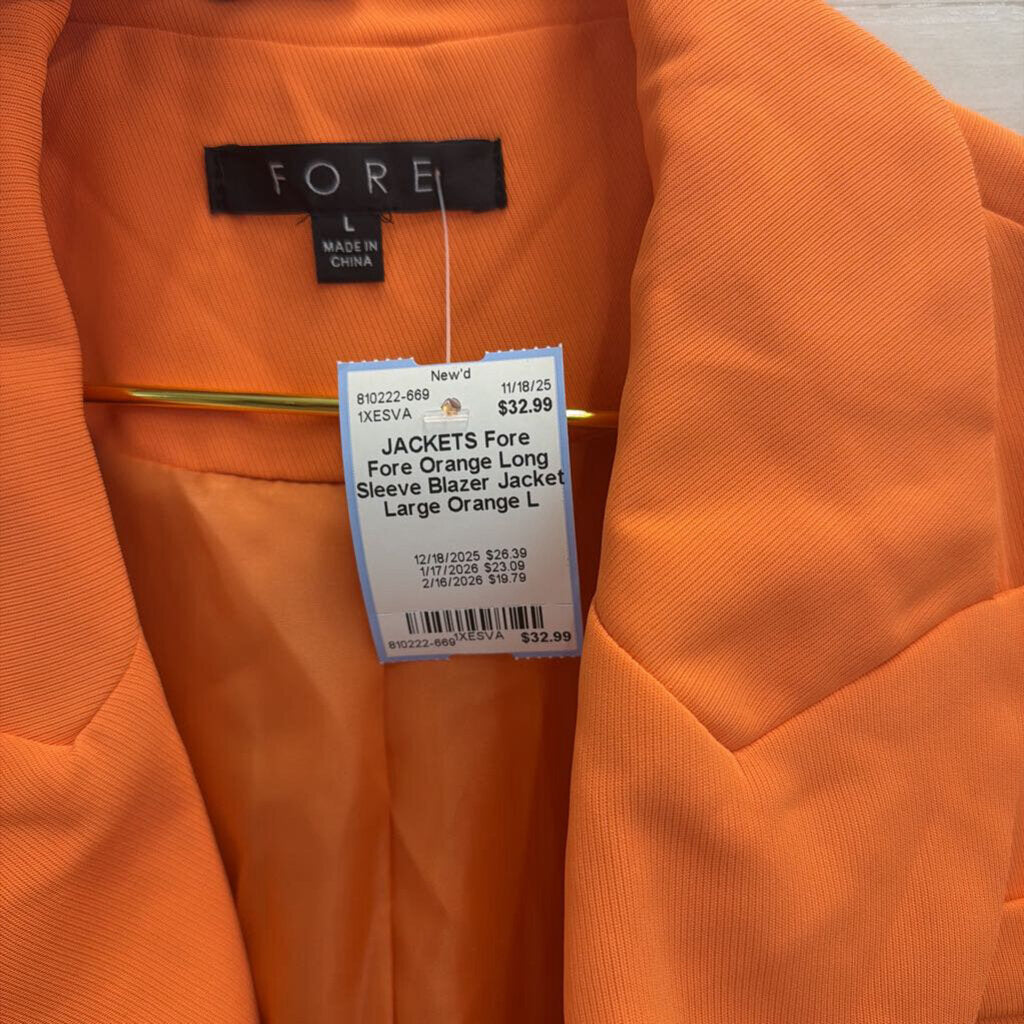 FORE
L
MADE IN
CHINA
New'd
810222-669 11/18/25
1XESVA $32.99
JACKETS Fore
Fore Orange Long
Sleeve Blazer Jacket
Large Orange L
12/18/2025 $26.39
1/17/2026 $23.09
2/16/2026 $19.79
810222-669 1XESVA $32.99